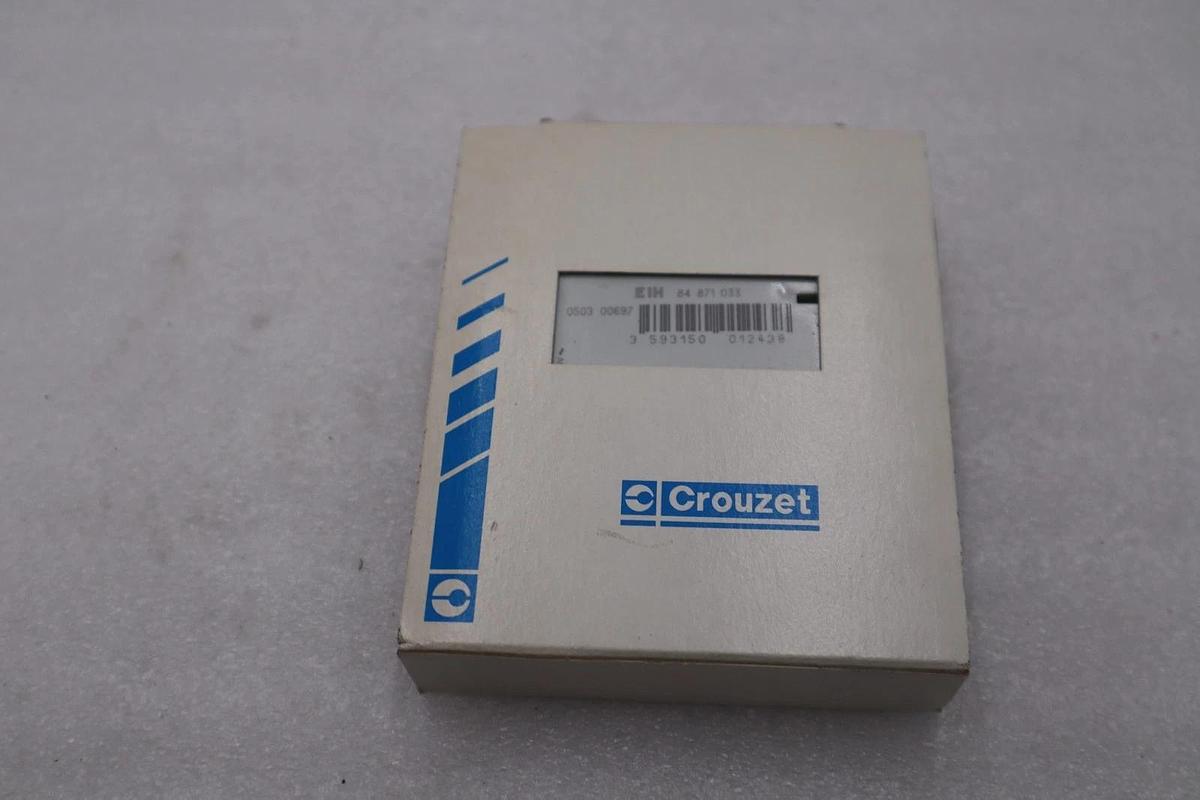 EIH 84 871 033
0503 00697
3 593150 012438
Crouzet